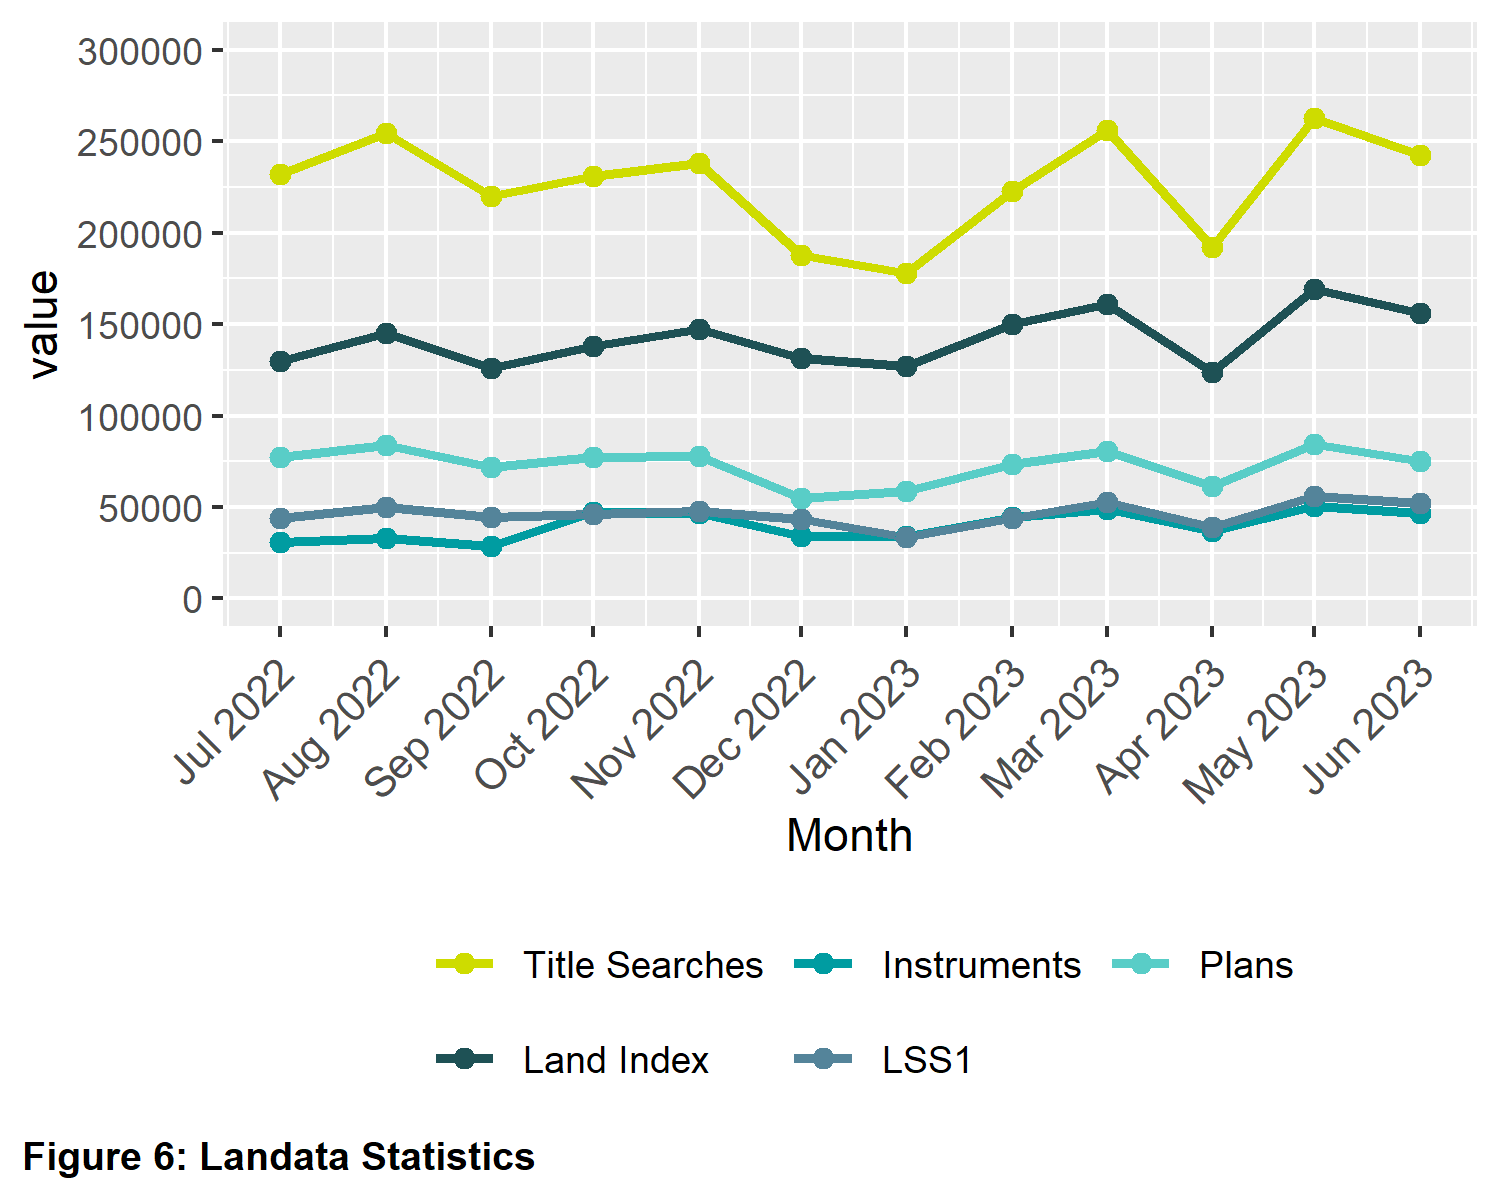 300000
250000
200000
150000
100000
50000
0
value
Jul 2022
Aug 2022
Sep 2022
Oct 2022
Nov 2022
Dec 2022
Jan 2023
Feb 2023
Mar 2023
Apr 2023
May 2023
Jun 2023
Month
Title Searches Instruments Plans
Land Index LSS1
Figure 6: Landata Statistics